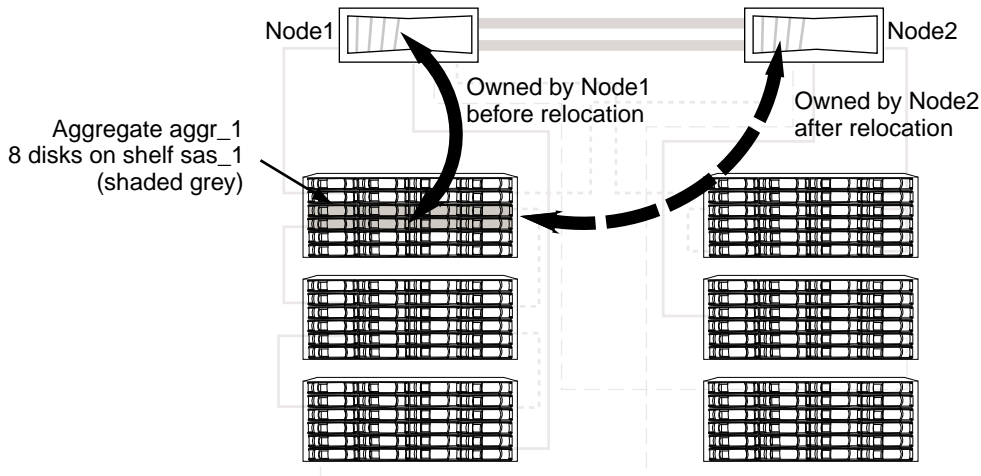 Node1
Node2
Owned by Node1
before relocation
Owned by Node2
after relocation
Aggregate aggr_1
8 disks on shelf sas_1
(shaded grey)